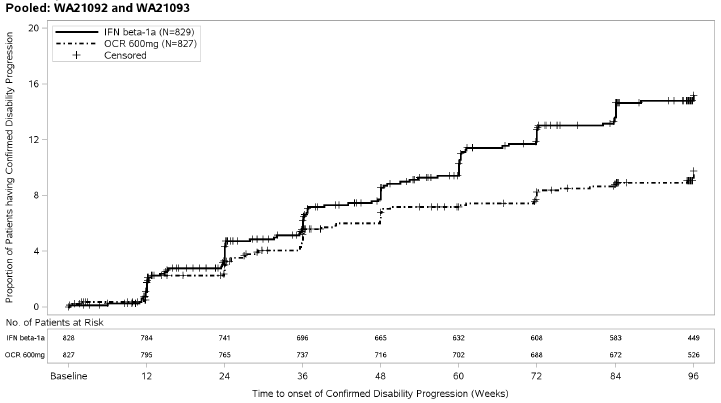 Pooled: WA21092 and WA21093
IFN beta-1a (N=829)
OCR 600mg (N=827)
Censored
Proportion of Patients having Confirmed Disability Progression
20
16
12
8
4
0
No. of Patients at Risk
IFN beta-1a 828 784 741 696 665 632 608 583 449
OCR 600mg 827 795 765 737 716 702 688 672 526
Baseline 12 24 36 48 60 72 84 96
Time to onset of Confirmed Disability Progression (Weeks)